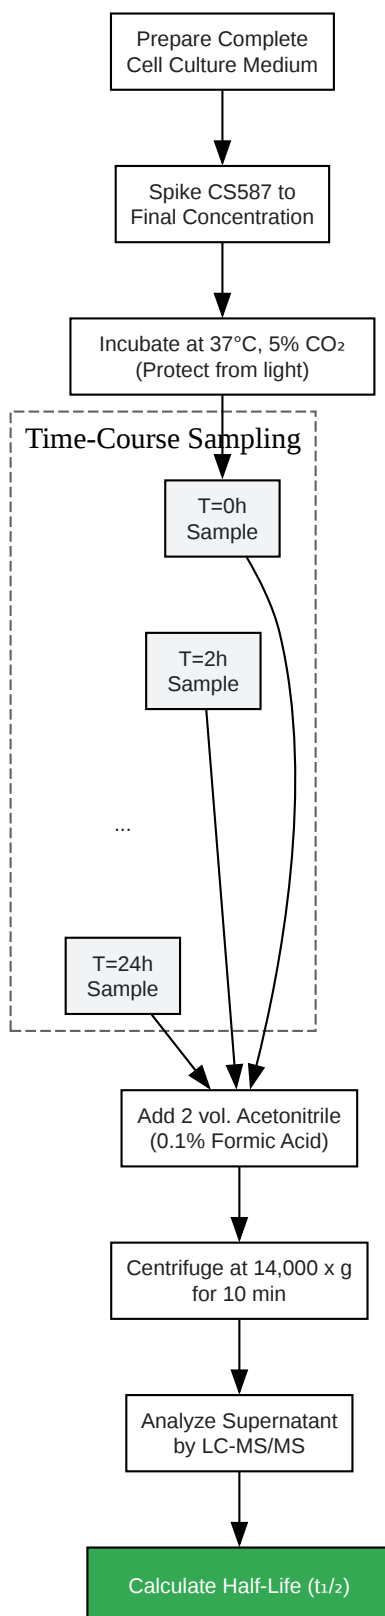 Prepare Complete
Cell Culture Medium
Spike CS587 to
Final Concentration
Incubate at 37°C, 5% CO₂
(Protect from light)
Time-Course Sampling
T=0h
Sample
T=2h
Sample
...
T=24h
Sample
Add 2 vol. Acetonitrile
(0.1% Formic Acid)
Centrifuge at 14,000 x g
for 10 min
Analyze Supernatant
by LC-MS/MS
Calculate Half-Life (t₁/₂)